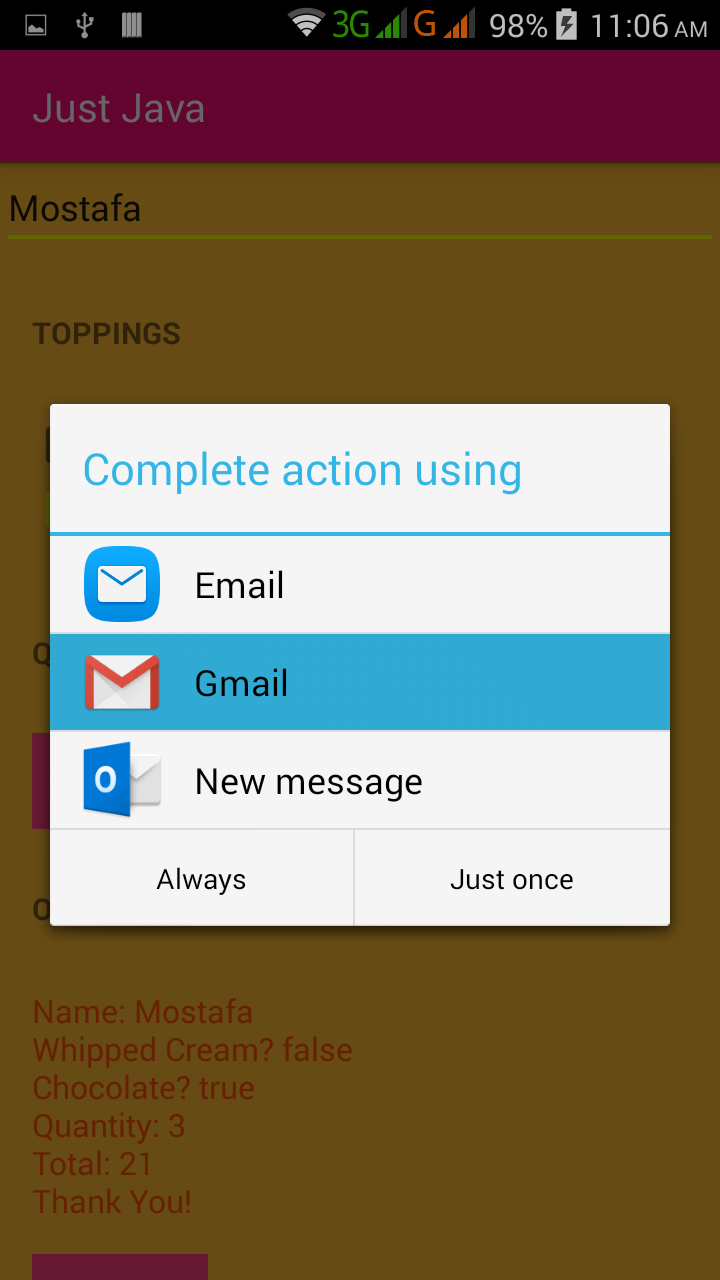 3G G 98% 11:06 AM
Just Java
Mostafa
TOPPINGS
Complete action using
Email
Gmail
New message
Always
Just once
Name: Mostafa
Whipped Cream? false
Chocolate? true
Quantity: 3
Total: 21
Thank You!